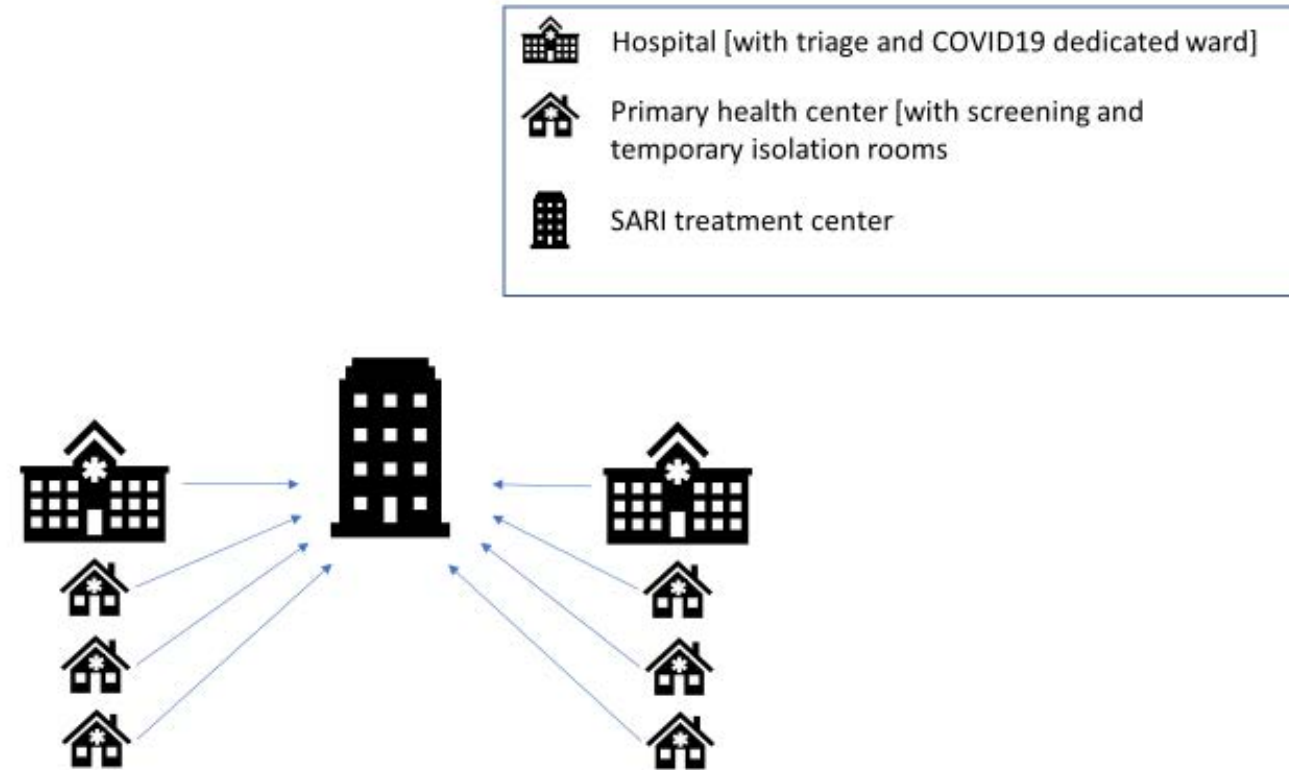 Hospital [with triage and COVID19 dedicated ward]
Primary health center [with screening and
temporary isolation rooms
SARI treatment center